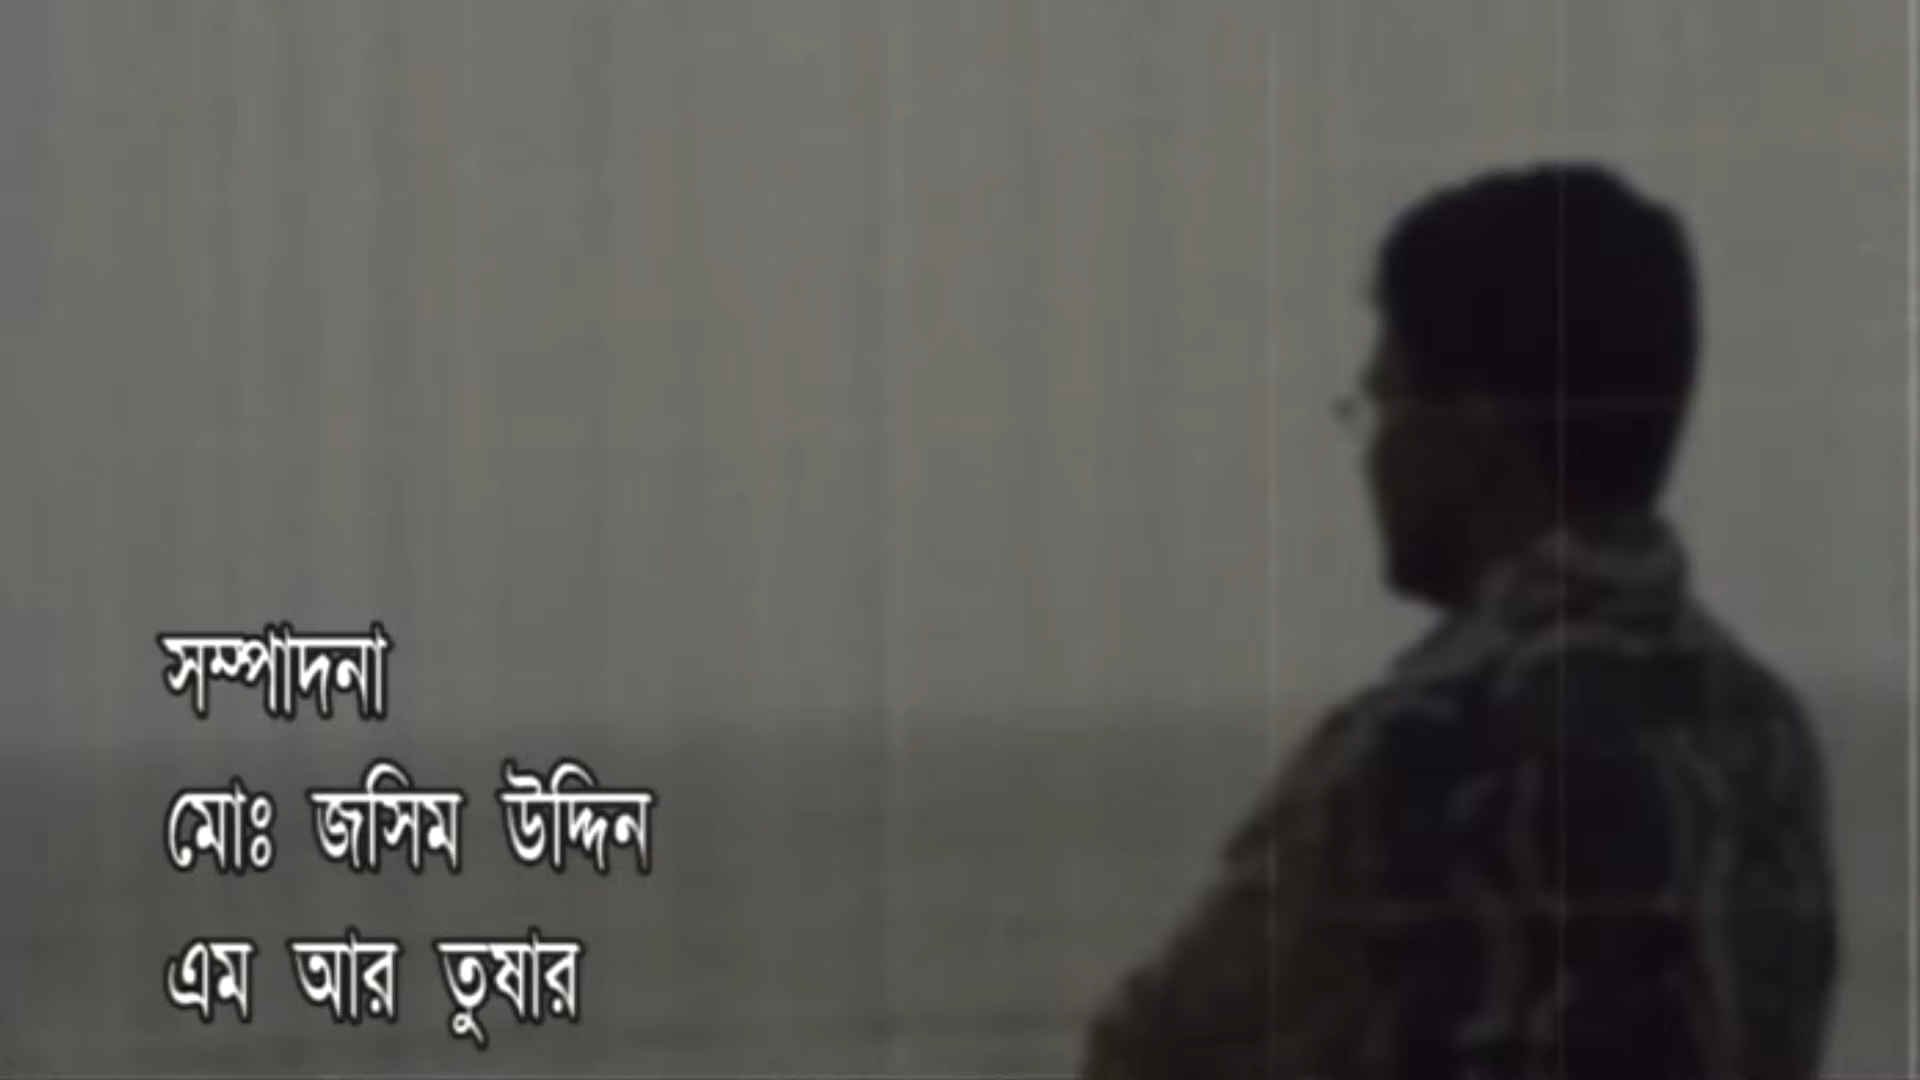 সম্পাদনা
মোঃ জসিম উদ্দিন
এম আর তুষার